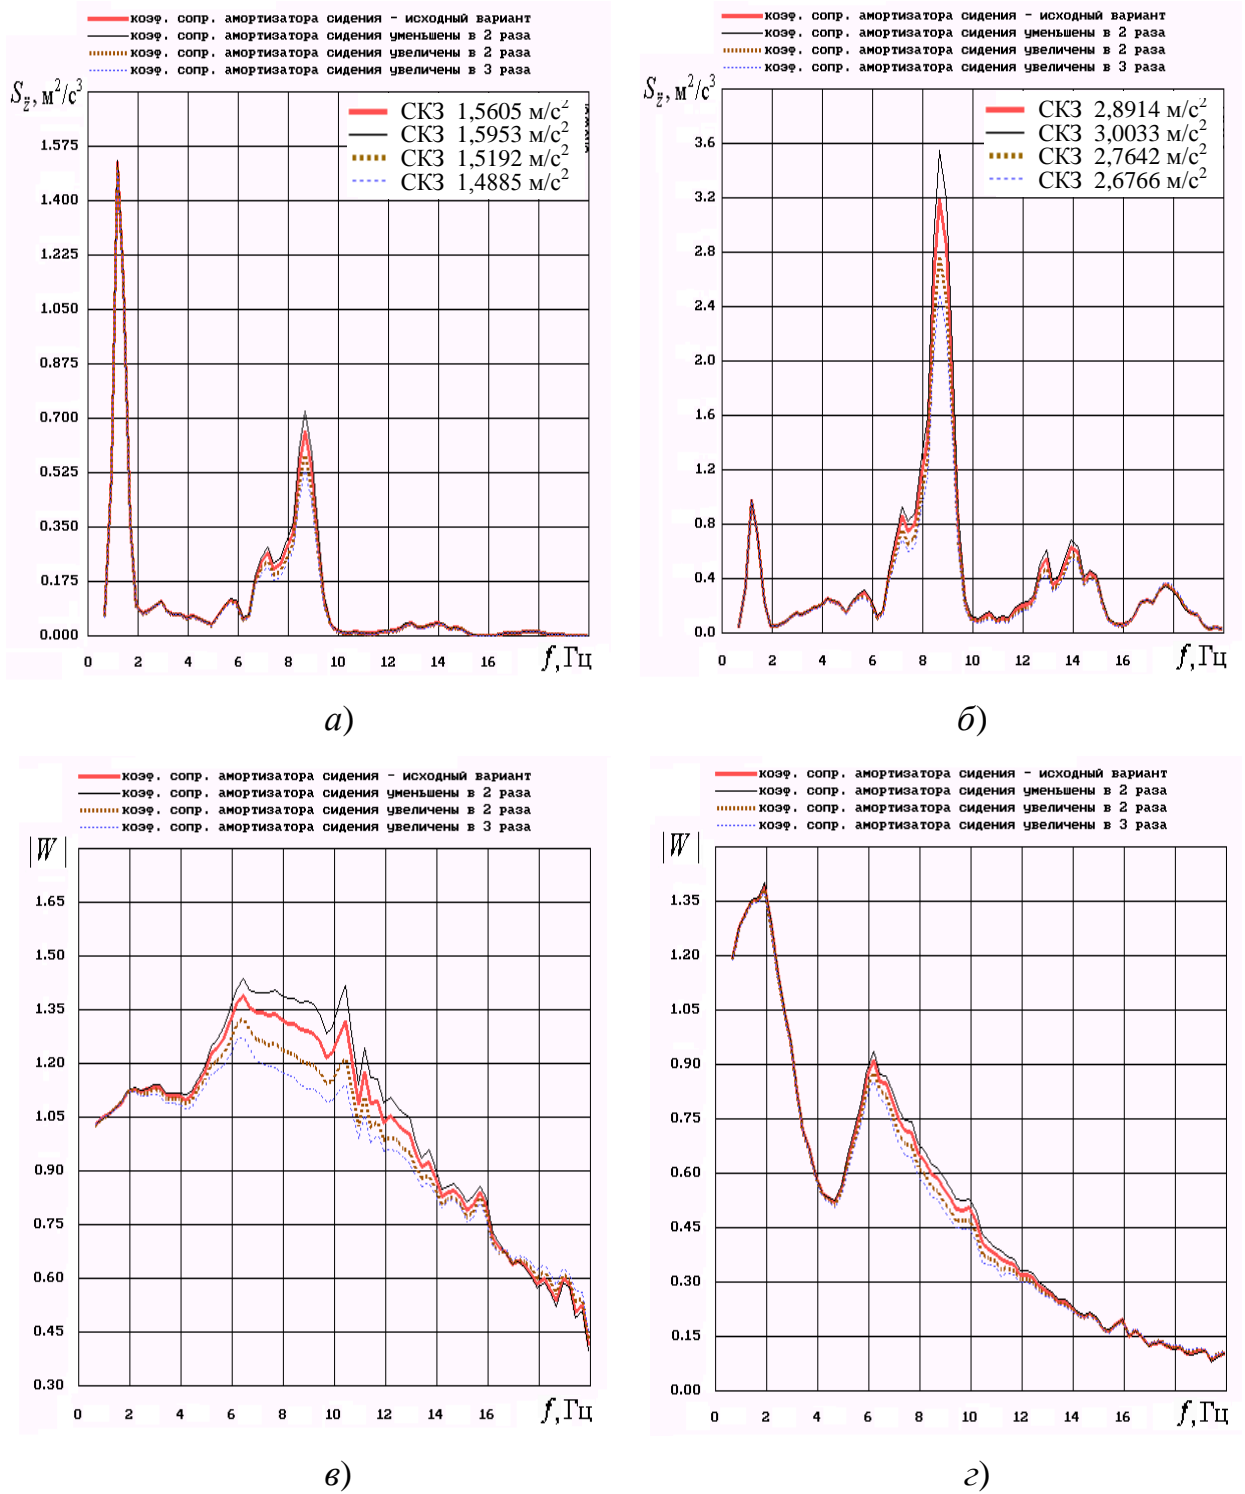 коэф. сопр. амортизатора сидения - исходный вариант
коэф. сопр. амортизатора сидения уменьшены в 2 раза
коэф. сопр. амортизатора сидения увеличены в 2 раза
коэф. сопр. амортизатора сидения увеличены в 3 раза
S_z̈, м²/с³
СКЗ 1,5605 м/с²
СКЗ 1,5953 м/с²
СКЗ 1,5192 м/с²
СКЗ 1,4885 м/с²
1.575
1.400
1.225
1.050
0.875
0.700
0.525
0.350
0.175
0.000
0 2 4 6 8 10 12 14 16 f, Гц
а)
коэф. сопр. амортизатора сидения - исходный вариант
коэф. сопр. амортизатора сидения уменьшены в 2 раза
коэф. сопр. амортизатора сидения увеличены в 2 раза
коэф. сопр. амортизатора сидения увеличены в 3 раза
S_z̈, м²/с³
СКЗ 2,8914 м/с²
СКЗ 3,0033 м/с²
СКЗ 2,7642 м/с²
СКЗ 2,6766 м/с²
3.6
3.2
2.8
2.4
2.0
1.6
1.2
0.8
0.4
0.0
0 2 4 6 8 10 12 14 16 f, Гц
б)
коэф. сопр. амортизатора сидения - исходный вариант
коэф. сопр. амортизатора сидения уменьшены в 2 раза
коэф. сопр. амортизатора сидения увеличены в 2 раза
коэф. сопр. амортизатора сидения увеличены в 3 раза
|W|
1.65
1.50
1.35
1.20
1.05
0.90
0.75
0.60
0.45
0.30
0 2 4 6 8 10 12 14 16 f, Гц
в)
коэф. сопр. амортизатора сидения - исходный вариант
коэф. сопр. амортизатора сидения уменьшены в 2 раза
коэф. сопр. амортизатора сидения увеличены в 2 раза
коэф. сопр. амортизатора сидения увеличены в 3 раза
|W|
1.35
1.20
1.05
0.90
0.75
0.60
0.45
0.30
0.15
0.00
0 2 4 6 8 10 12 14 16 f, Гц
г)